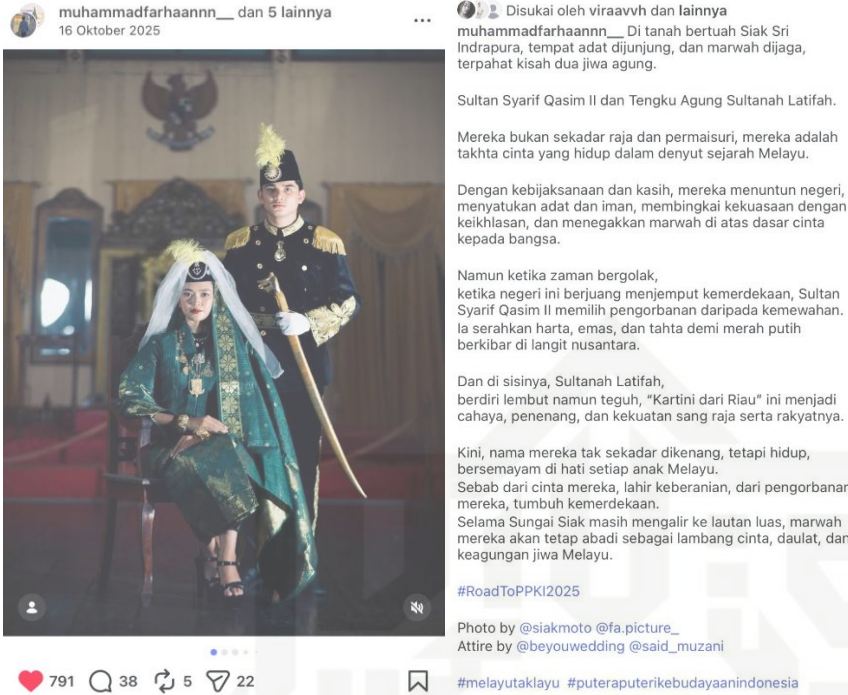 muhammadfarhaannn__ dan 5 lainnya
16 Oktober 2025
791 38 5 22
Disukai oleh viraavvh dan lainnya
muhammadfarhaannn__ Di tanah bertuah Siak Sri
Indrapura, tempat adat dijunjung, dan marwah dijaga,
terpahat kisah dua jiwa agung.
Sultan Syarif Qasim II dan Tengku Agung Sultanah Latifah.
Mereka bukan sekadar raja dan permaisuri, mereka adalah
takhta cinta yang hidup dalam denyut sejarah Melayu.
Dengan kebijaksanaan dan kasih, mereka menuntun negeri,
menyatukan adat dan iman, membingkai kekuasaan dengan
keikhlasan, dan menegakkan marwah di atas dasar cinta
kepada bangsa.
Namun ketika zaman bergolak,
ketika negeri ini berjuang menjemput kemerdekaan, Sultan
Syarif Qasim II memilih pengorbanan daripada kemewahan.
Ia serahkan harta, emas, dan tahta demi merah putih
berkibar di langit nusantara.
Dan di sisinya, Sultanah Latifah,
berdiri lembut namun teguh, “Kartini dari Riau” ini menjadi
cahaya, penenang, dan kekuatan sang raja serta rakyatnya.
Kini, nama mereka tak sekadar dikenang, tetapi hidup,
bersemayam di hati setiap anak Melayu.
Sebab dari cinta mereka, lahir keberanian, dari pengorbanan
mereka, tumbuh kemerdekaan.
Selama Sungai Siak masih mengalir ke lautan luas, marwah
mereka akan tetap abadi sebagai lambang cinta, daulat, dan
keagungan jiwa Melayu.
#RoadToPPKI2025
Photo by @siakmoto @fa.picture_
Attire by @beyouwedding @said_muzani
#melayutaklayu #puteraputerikebudayaanindonesia